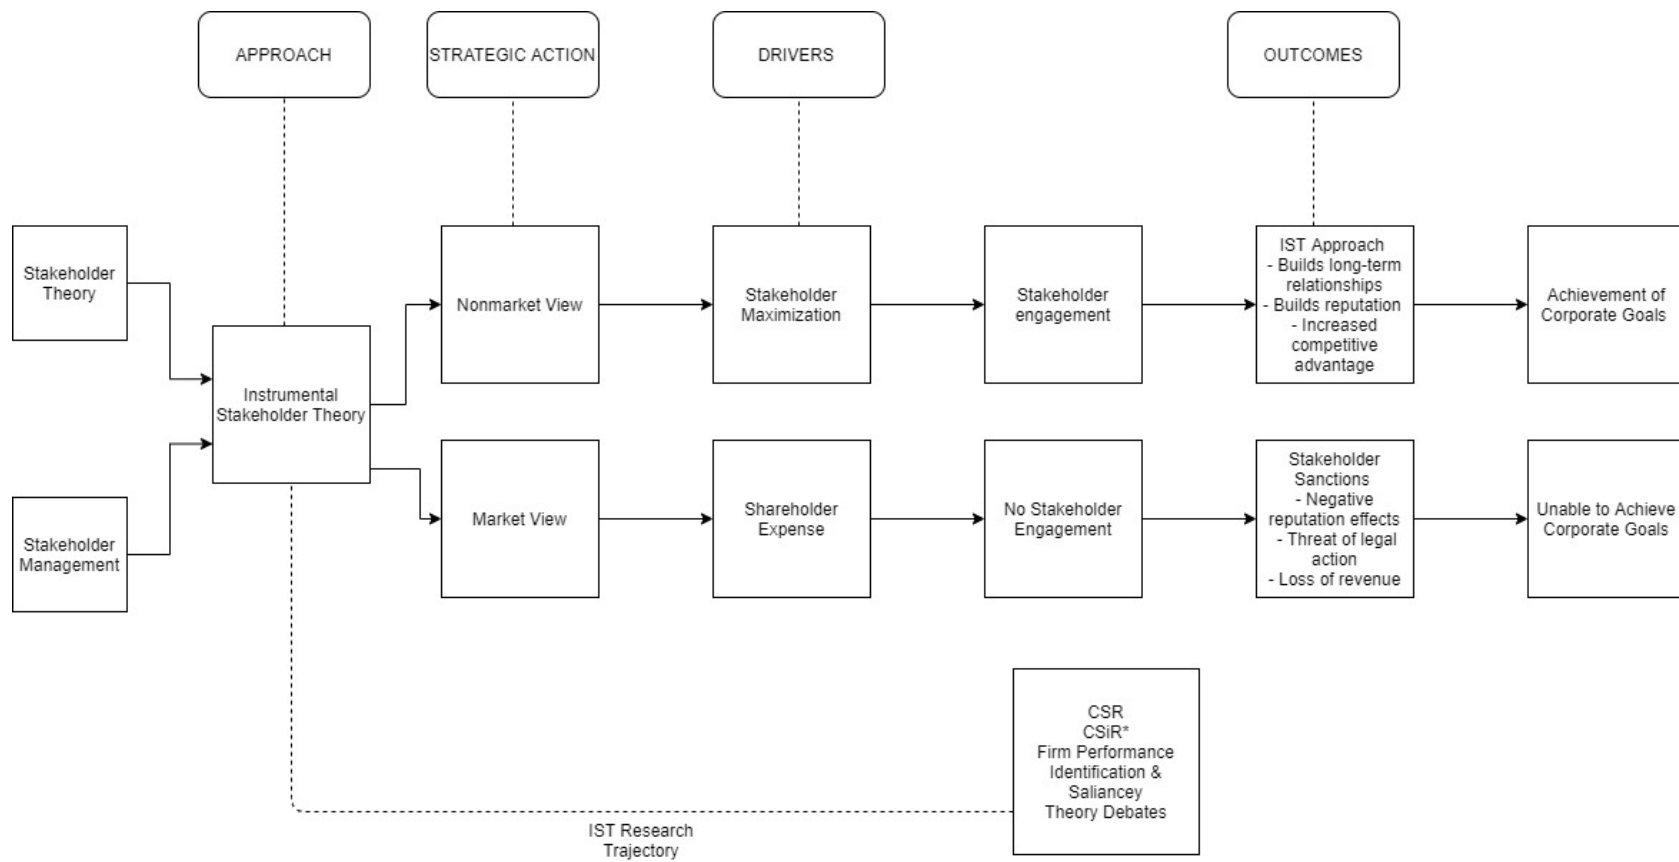 APPROACH
STRATEGIC ACTION
DRIVERS
OUTCOMES
Stakeholder
Theory
Stakeholder
Management
Instrumental
Stakeholder Theory
Nonmarket View
Stakeholder
Maximization
Stakeholder
engagement
IST Approach
- Builds long-term
relationships
- Builds reputation
- Increased
competitive
advantage
Achievement of
Corporate Goals
Market View
Shareholder
Expense
No Stakeholder
Engagement
Stakeholder
Sanctions
- Negative
reputation effects
- Threat of legal
action
- Loss of revenue
Unable to Achieve
Corporate Goals
CSR
CSiR*
Firm Performance
Identification &
Saliancey
Theory Debates
IST Research
Trajectory